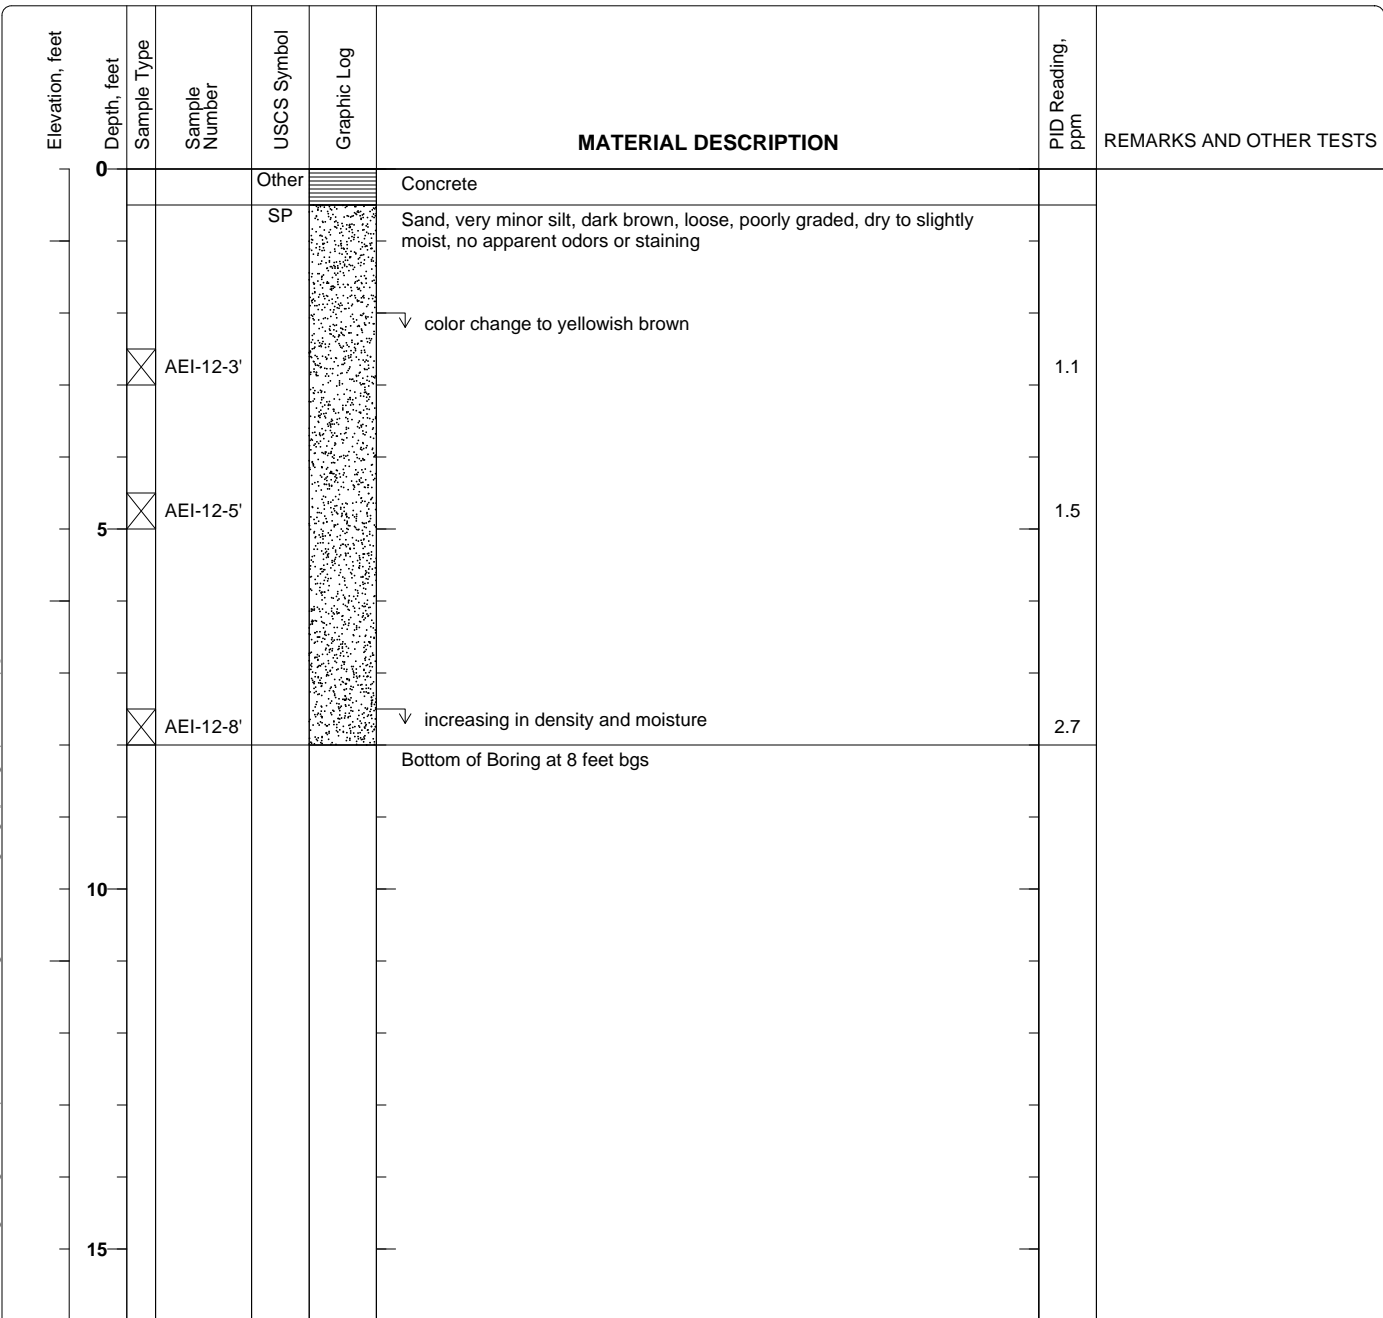 Elevation, feet
Depth, feet
Sample Type
Sample
Number
USCS Symbol
Graphic Log
MATERIAL DESCRIPTION
PID Reading,
ppm
REMARKS AND OTHER TESTS
0
Other
Concrete
SP
Sand, very minor silt, dark brown, loose, poorly graded, dry to slightly
moist, no apparent odors or staining
color change to yellowish brown
AEI-12-3'
1.1
AEI-12-5'
1.5
5
AEI-12-8'
increasing in density and moisture
2.7
Bottom of Boring at 8 feet bgs
10
15